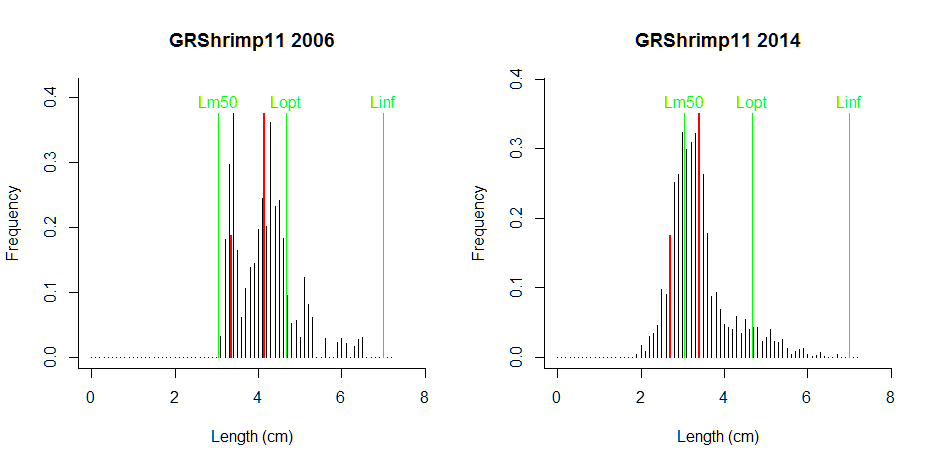 GRShrimp11 2006
Frequency
0.0 0.1 0.2 0.3 0.4
Lm50 Lopt Linf
0 2 4 6 8
Length (cm)
GRShrimp11 2014
Frequency
0.0 0.1 0.2 0.3 0.4
Lm50 Lopt Linf
0 2 4 6 8
Length (cm)